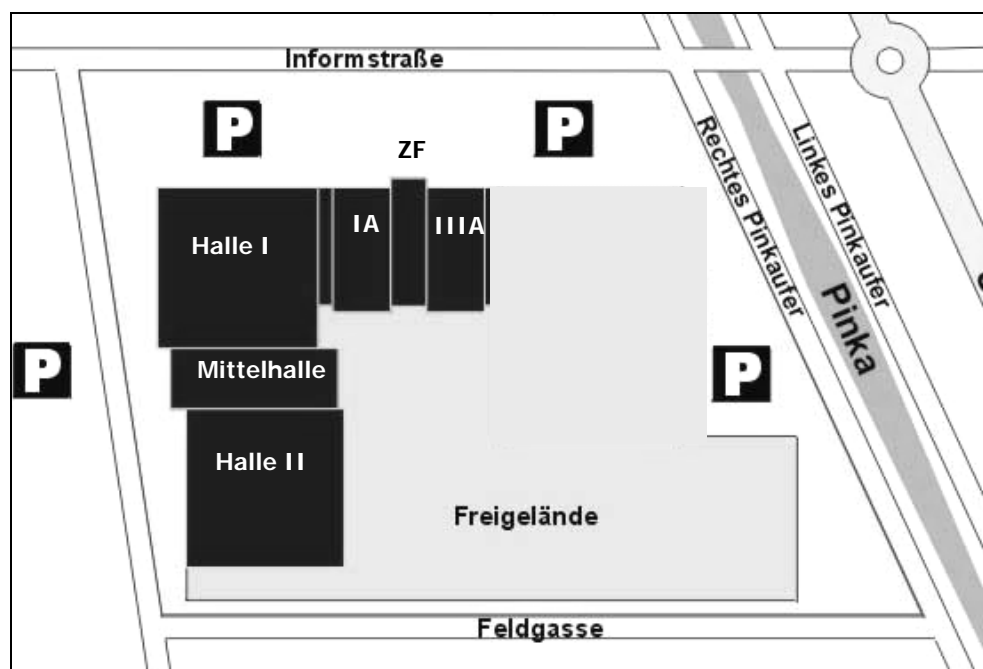 Informstraße
P
P
ZF
Rechtes Pinkaufer
Linkes Pinkaufer
IA
IIIA
Halle I
Pinka
P
Mittelhalle
P
Halle II
Freigelände
Feldgasse